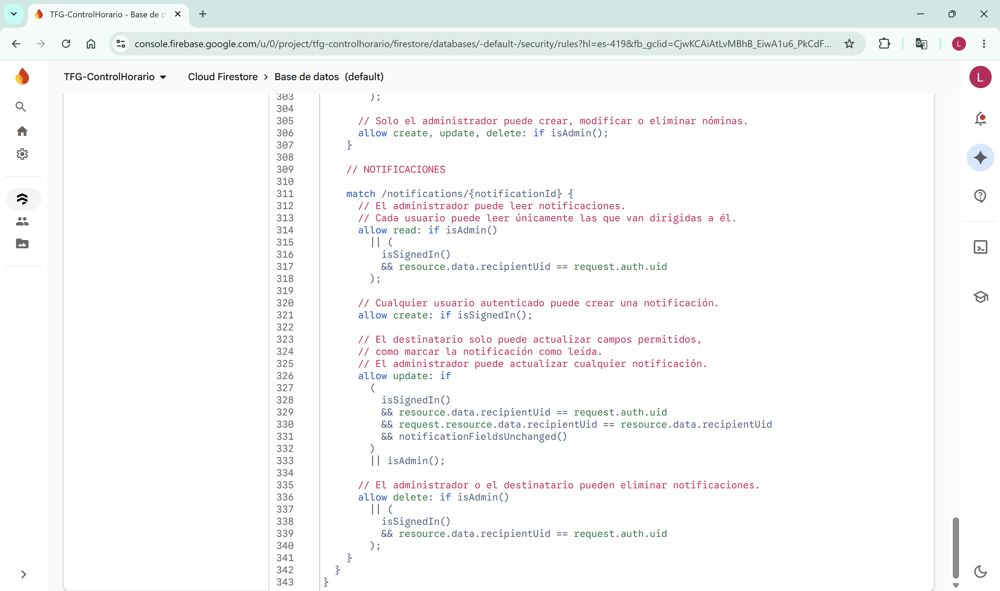 TFG-ControlHorario - Base de d
console.firebase.google.com/u/0/project/tfg-controlhorario/firestore/databases/-default-/security/rules?hl=es-419&fb_gclid=CjwKCAiAtLvMBhB_EiwA1u6_PkCdF...
L
TFG-ControlHorario
Cloud Firestore > Base de datos (default)
L
303 );
304
305 // Solo el administrador puede crear, modificar o eliminar nóminas.
306 allow create, update, delete: if isAdmin();
307 }
308
309 // NOTIFICACIONES
310
311 match /notifications/{notificationId} {
312 // El administrador puede leer notificaciones.
313 // Cada usuario puede leer únicamente las que van dirigidas a él.
314 allow read: if isAdmin()
315 || (
316 isSignedIn()
317 && resource.data.recipientUid == request.auth.uid
318 );
319
320 // Cualquier usuario autenticado puede crear una notificación.
321 allow create: if isSignedIn();
322
323 // El destinatario solo puede actualizar campos permitidos,
324 // como marcar la notificación como leída.
325 // El administrador puede actualizar cualquier notificación.
326 allow update: if
327 (
328 isSignedIn()
329 && resource.data.recipientUid == request.auth.uid
330 && request.resource.data.recipientUid == resource.data.recipientUid
331 && notificationFieldsUnchanged()
332 )
333 || isAdmin();
334
335 // El administrador o el destinatario pueden eliminar notificaciones.
336 allow delete: if isAdmin()
337 || (
338 isSignedIn()
339 && resource.data.recipientUid == request.auth.uid
340 );
341 }
342 }
343 }